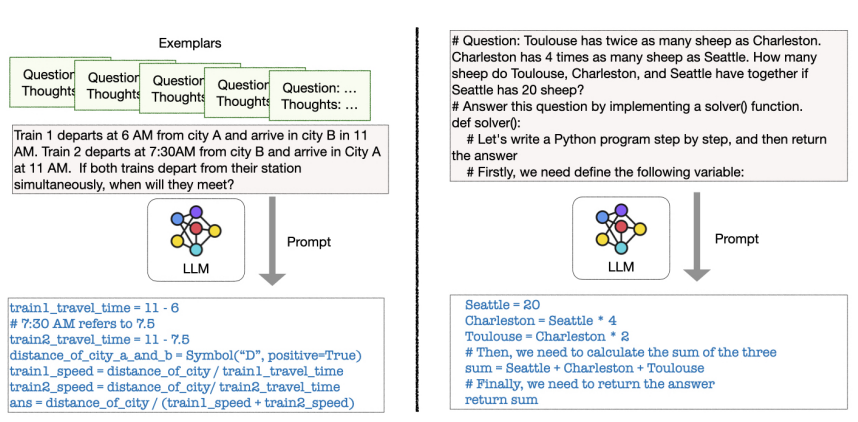 Exemplars
Question
Thoughts
Question
Thoughts
Question
Thoughts
Question
Thoughts
Question: ...
Thoughts: ...
Train 1 departs at 6 AM from city A and arrive in city B in 11
AM. Train 2 departs at 7:30AM from city B and arrive in City A
at 11 AM.  If both trains depart from their station
simultaneously, when will they meet?
LLM
Prompt
train1_travel_time = 11 - 6
# 7:30 AM refers to 7.5
train2_travel_time = 11 - 7.5
distance_of_city_a_and_b = Symbol(“D”, positive=True)
train1_speed = distance_of_city / train1_travel_time
train2_speed = distance_of_city/ train2_travel_time
ans = distance_of_city / (train1_speed + train2_speed)
# Question: Toulouse has twice as many sheep as Charleston.
Charleston has 4 times as many sheep as Seattle. How many
sheep do Toulouse, Charleston, and Seattle have together if
Seattle has 20 sheep?
# Answer this question by implementing a solver() function.
def solver():
# Let's write a Python program step by step, and then return
the answer
# Firstly, we need define the following variable:
LLM
Prompt
Seattle = 20
Charleston = Seattle * 4
Toulouse = Charleston * 2
# Then, we need to calculate the sum of the three
sum = Seattle + Charleston + Toulouse
# Finally, we need to return the answer
return sum